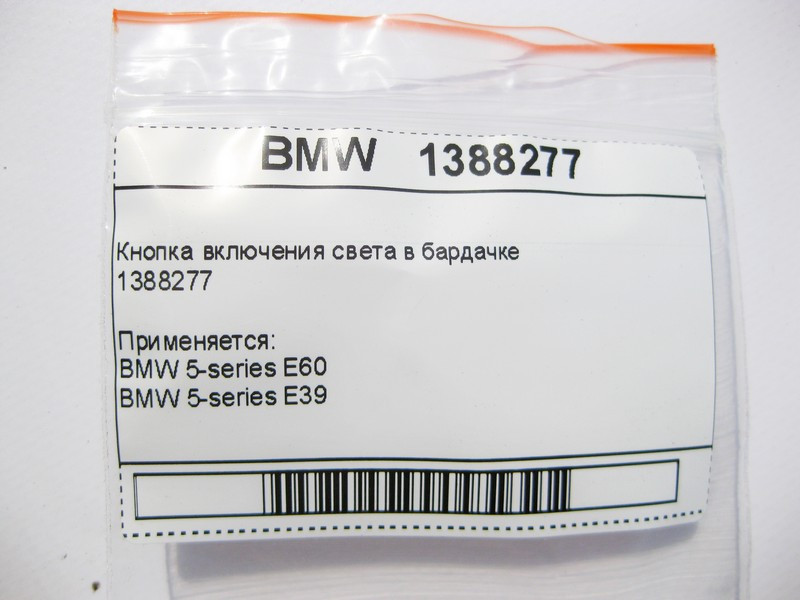 BMW 1388277
Кнопка включения света в бардачке
1388277
Применяется:
BMW 5-series E60
BMW 5-series E39